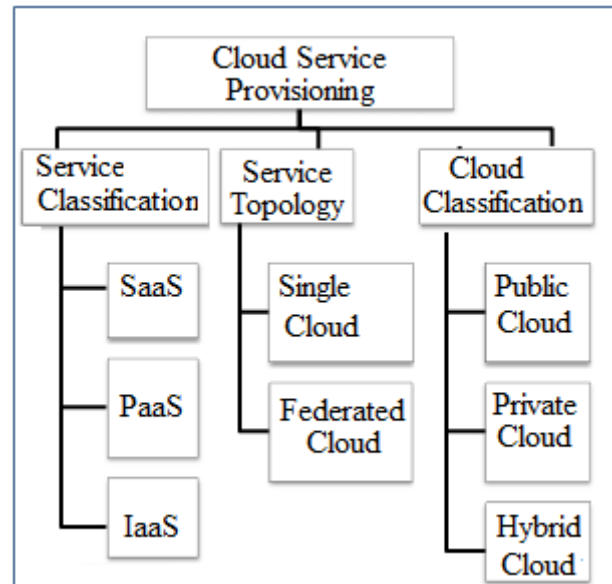 Cloud Service
Provisioning
Service
Classification
SaaS
PaaS
IaaS
Service
Topology
Single
Cloud
Federated
Cloud
Cloud
Classification
Public
Cloud
Private
Cloud
Hybrid
Cloud